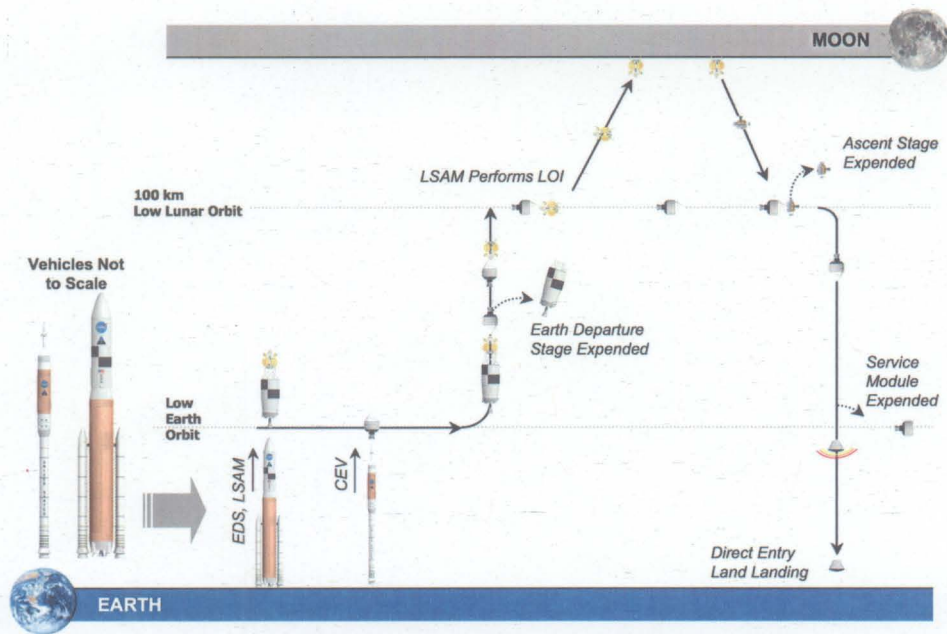 MOON
Ascent Stage
Expended
LSAM Performs LOI
100 km
Low Lunar Orbit
Vehicles Not
to Scale
Earth Departure
Stage Expended
Service
Module
Expended
Low
Earth
Orbit
EDS, LSAM
CEV
Direct Entry
Land Landing
EARTH